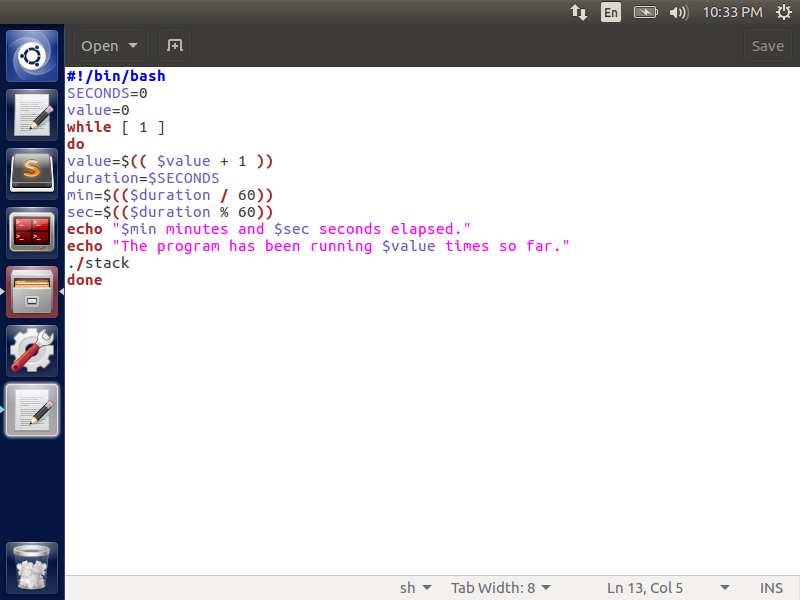 En 10:33 PM
Open Save
#!/bin/bash
SECONDS=0
value=0
while [ 1 ]
do
value=$(( $value + 1 ))
duration=$SECONDS
min=$(($duration / 60))
sec=$(($duration % 60))
echo "$min minutes and $sec seconds elapsed."
echo "The program has been running $value times so far."
./stack
done
sh Tab Width: 8 Ln 13, Col 5 INS